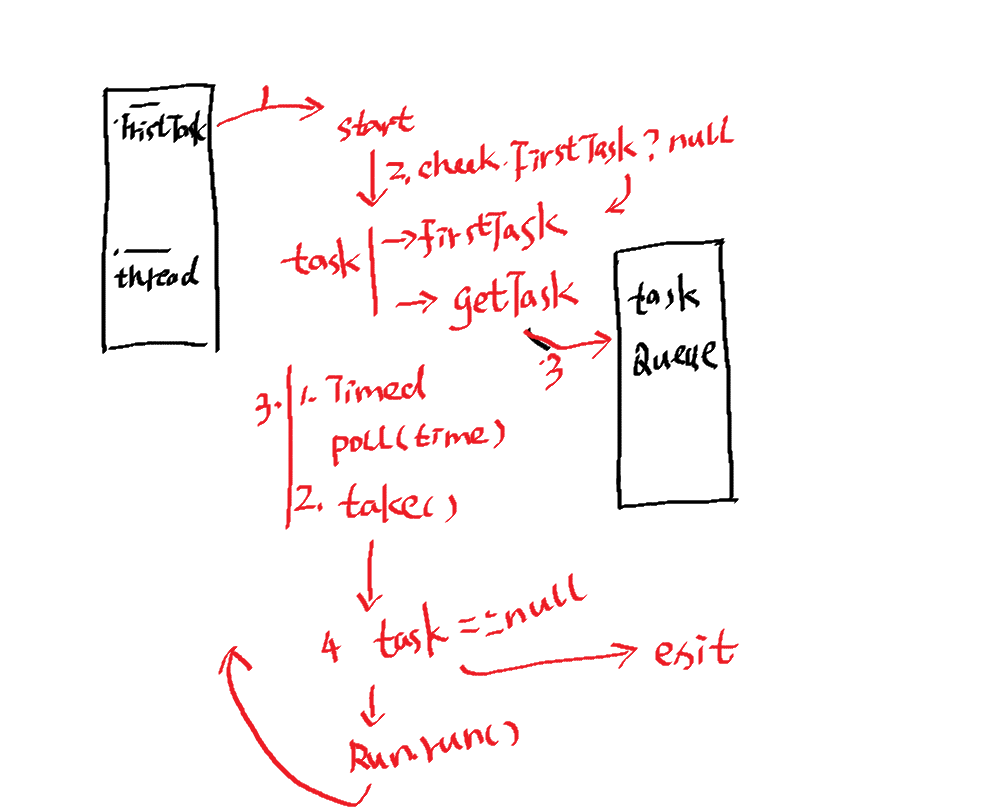 FristTask
thread
1
start
2. check. firstTask ? null
task
→ firstTask
→ getTask
3
task
Queue
3.
1. Timed
poll(time)
2. take()
4 task == null
exit
Run.run()